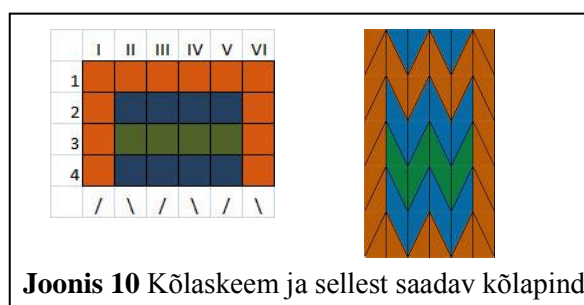 I II III IV V VI
1
2
3
4
/ \ / \ / \
Joonis 10 Kõlaskeem ja sellest saadav kõlapind